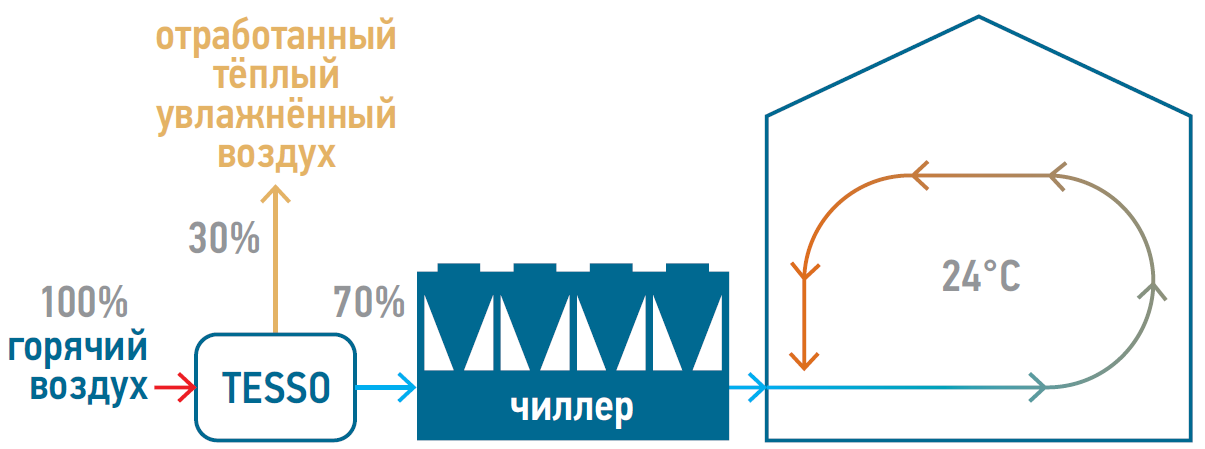 отработанный
тёплый
увлажнённый
воздух
30%
100%
70%
горячий
воздух
TESSO
чиллер
24°C